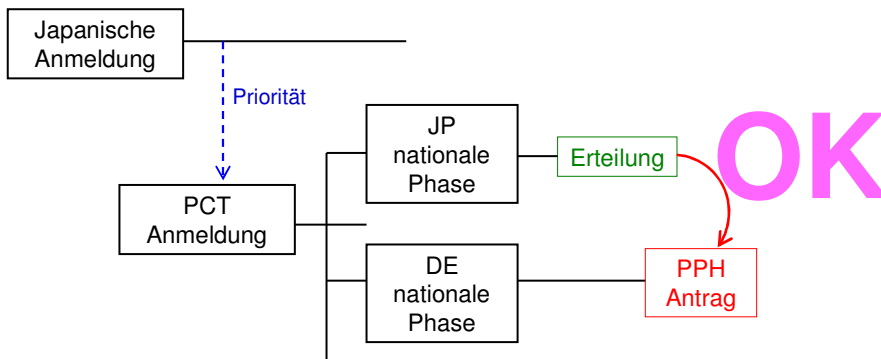 Japanische
Anmeldung
Priorität
JP
nationale
Phase
Erteilung
OK
PCT
Anmeldung
DE
nationale
Phase
PPH
Antrag